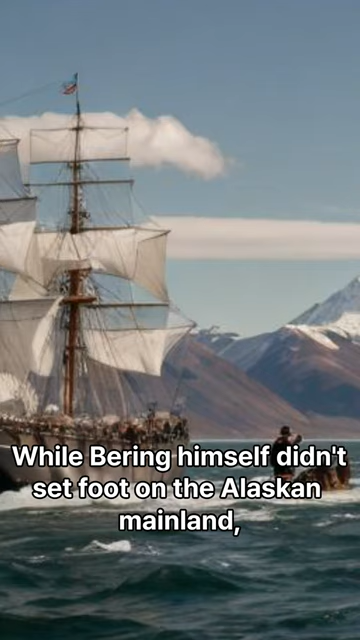 While Bering himself didn't
set foot on the Alaskan
mainland,